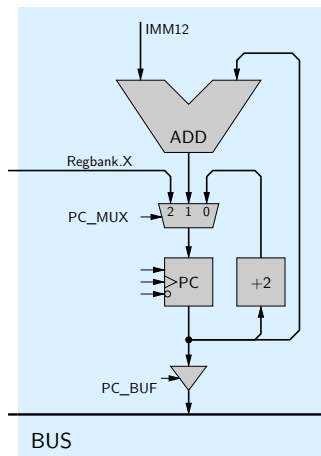 IMM12
ADD
Regbank.X
2 1 0
PC_MUX
PC
+2
PC_BUF
BUS